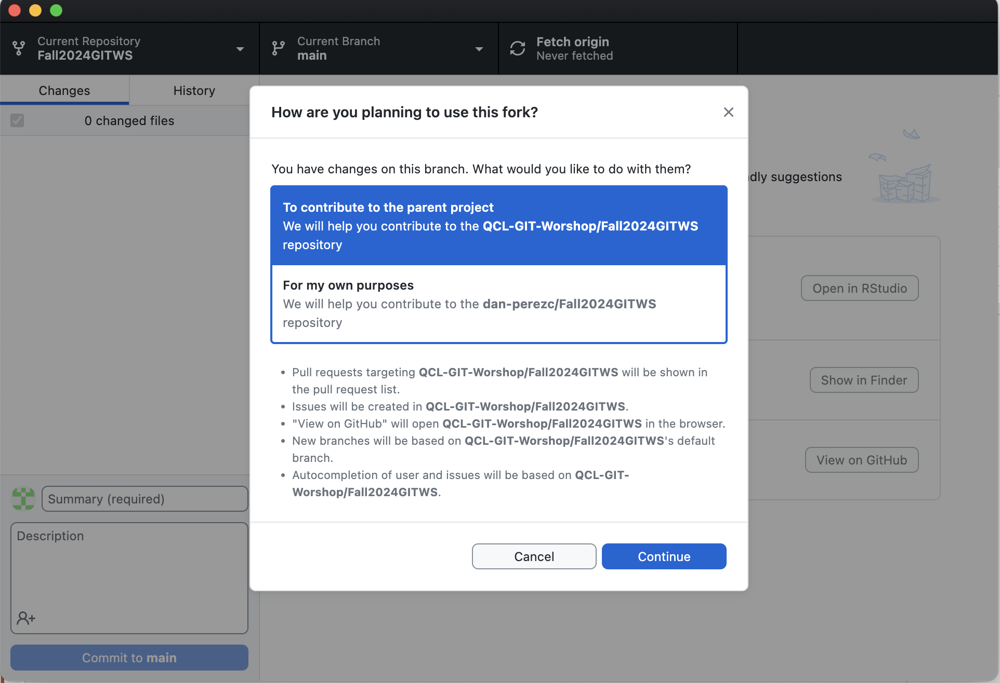 Current Repository
Fall2024GITWS
Current Branch
main
Fetch origin
Never fetched
Changes
History
0 changed files
How are you planning to use this fork?
You have changes on this branch. What would you like to do with them?
To contribute to the parent project
We will help you contribute to the QCL-GIT-Worshop/Fall2024GITWS
repository
For my own purposes
We will help you contribute to the dan-perezc/Fall2024GITWS
repository
• Pull requests targeting QCL-GIT-Worshop/Fall2024GITWS will be shown in
the pull request list.
• Issues will be created in QCL-GIT-Worshop/Fall2024GITWS.
• "View on GitHub" will open QCL-GIT-Worshop/Fall2024GITWS in the browser.
• New branches will be based on QCL-GIT-Worshop/Fall2024GITWS's default
branch.
• Autocompletion of user and issues will be based on QCL-GIT-
Worshop/Fall2024GITWS.
Cancel
Continue
suggestions
Open in RStudio
Show in Finder
View on GitHub
Summary (required)
Description
Commit to main